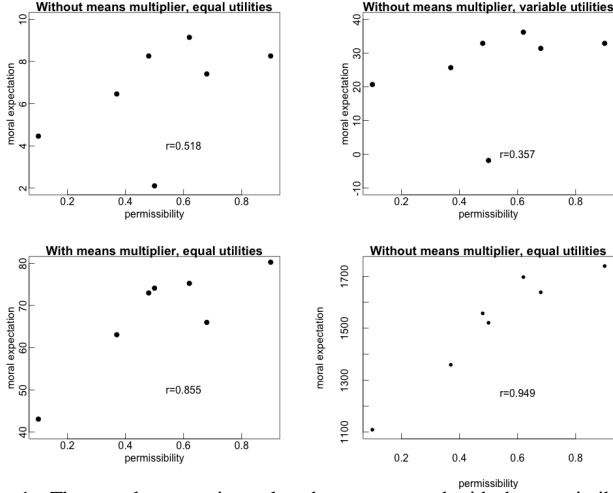 Without means multiplier, equal utilities
10
8
6
4
2
moral expectation
r=0.518
0.2 0.4 0.6 0.8
permissibility
Without means multiplier, variable utilities
40
30
20
10
0
-10
moral expectation
r=0.357
0.2 0.4 0.6 0.8
permissibility
With means multiplier, equal utilities
80
70
60
50
40
moral expectation
r=0.855
0.2 0.4 0.6 0.8
permissibility
Without means multiplier, equal utilities
1700
1500
1300
1100
moral expectation
r=0.949
0.2 0.4 0.6 0.8
permissibility